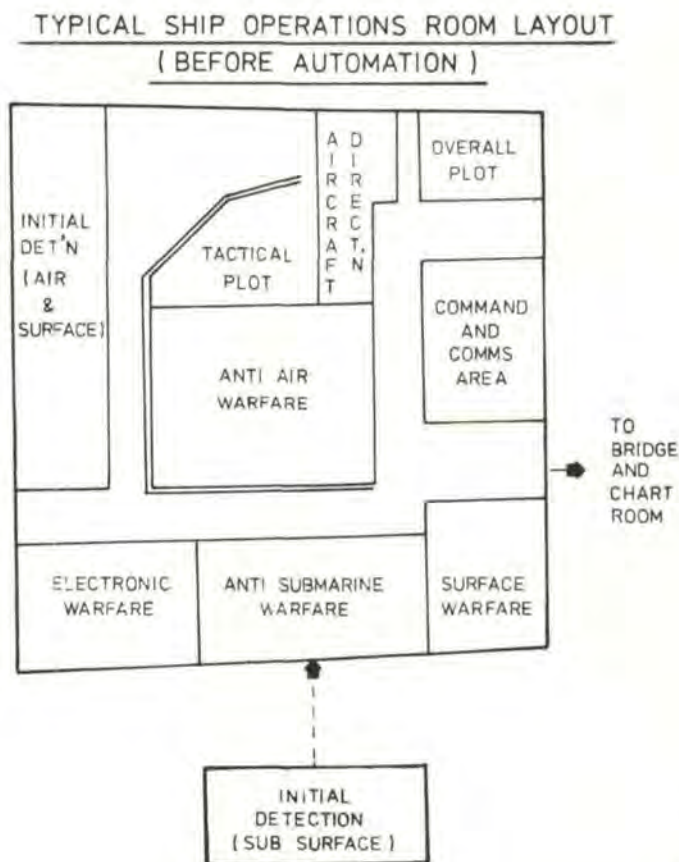 TYPICAL SHIP OPERATIONS ROOM LAYOUT
(BEFORE AUTOMATION)
INITIAL
DET'N
(AIR
&
SURFACE)
TACTICAL
PLOT
AIRCRAFT
DIRECT'N
OVERALL
PLOT
ANTI AIR
WARFARE
COMMAND
AND
COMMS
AREA
TO
BRIDGE
AND
CHART
ROOM
ELECTRONIC
WARFARE
ANTI SUBMARINE
WARFARE
SURFACE
WARFARE
INITIAL
DETECTION
(SUB SURFACE)